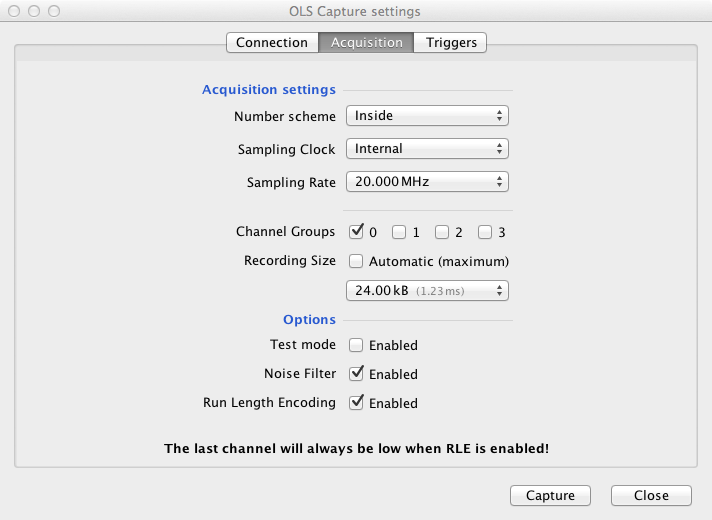 OLS Capture settings
Connection Acquisition Triggers
Acquisition settings
Number scheme Inside
Sampling Clock Internal
Sampling Rate 20.000 MHz
Channel Groups 0 1 2 3
Recording Size Automatic (maximum)
24.00 kB (1.23 ms)
Options
Test mode Enabled
Noise Filter Enabled
Run Length Encoding Enabled
The last channel will always be low when RLE is enabled!
Capture Close